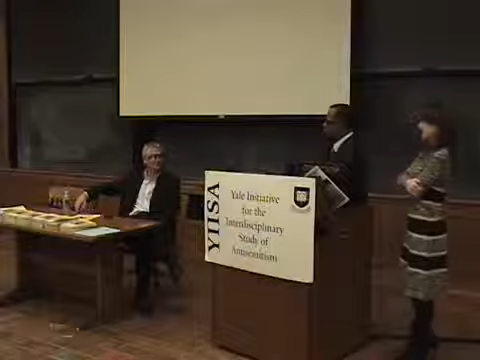 YIISA
Yale Initiative
for the
Interdisciplinary
Study of
Antisemitism